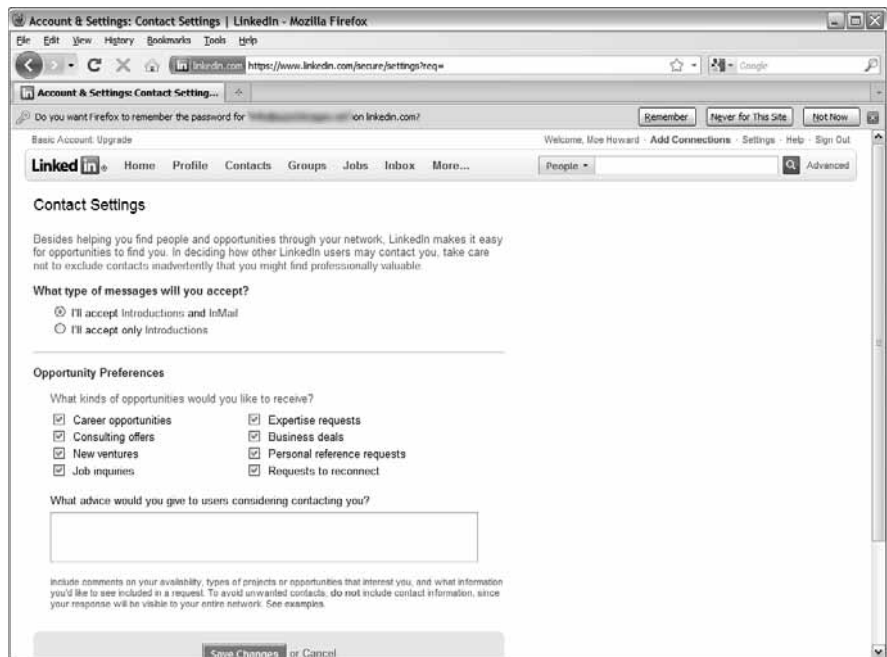 Account & Settings: Contact Settings | LinkedIn - Mozilla Firefox
File Edit View History Bookmarks Tools Help
linkedin.com https://www.linkedin.com/secure/settings?req= Google
Account & Settings: Contact Setting...
Do you want Firefox to remember the password for on linkedin.com? Remember Never for This Site Not Now
Basic Account: Upgrade Welcome, Moe Howard · Add Connections · Settings · Help · Sign Out
Linked in Home Profile Contacts Groups Jobs Inbox More... People Advanced
Contact Settings
Besides helping you find people and opportunities through your network, LinkedIn makes it easy
for opportunities to find you. In deciding how other LinkedIn users may contact you, take care
not to exclude contacts inadvertently that you might find professionally valuable.
What type of messages will you accept?
I'll accept Introductions and InMail
I'll accept only Introductions
Opportunity Preferences
What kinds of opportunities would you like to receive?
Career opportunities Expertise requests
Consulting offers Business deals
New ventures Personal reference requests
Job inquiries Requests to reconnect
What advice would you give to users considering contacting you?
Include comments on your availability, types of projects or opportunities that interest you, and what information
you'd like to see included in a request. To avoid unwanted contacts, do not include contact information, since
your response will be visible to your entire network. See examples.
Save Changes or Cancel